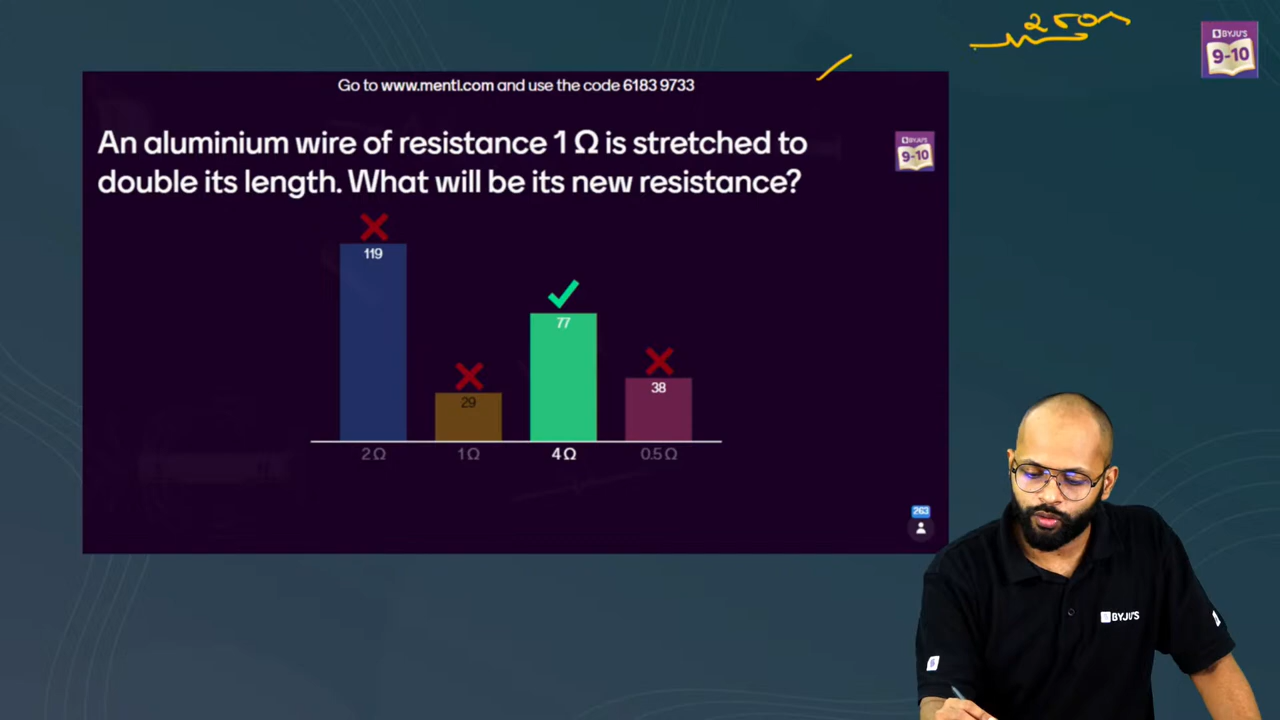 BYJU'S
9-10
Go to www.menti.com and use the code 6183 9733
An aluminium wire of resistance 1 Ω is stretched to
double its length. What will be its new resistance?
BYJU'S
9-10
119
29
77
38
2 Ω
1 Ω
4 Ω
0.5 Ω
263
BYJU'S